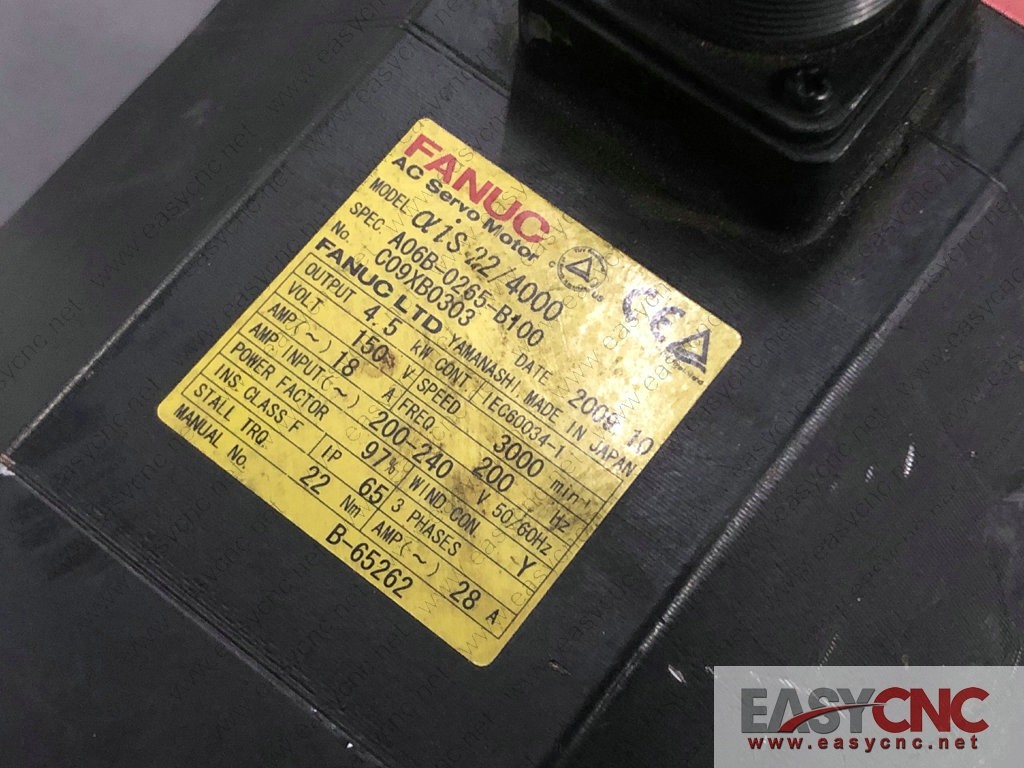 FANUC
AC Servo Motor
MODEL αiS 22/4000
SPEC. A06B-0265-B100
No. C09XB0303 DATE 2009.10
FANUC LTD YAMANASHI MADE IN JAPAN
OUTPUT 4.5 kW CONT IEC60034-1
VOLT. 150 V SPEED 3000 min⁻¹
AMP(~) 18 A FREQ. 200 Hz
AMP INPUT(~) 200-240 V 50/60Hz
POWER FACTOR 97% WIND CON. Y
INS. CLASS F IP 65 3 PHASES
STALL TRQ. 22 Nm AMP(~) 28 A
MANUAL No. B-65262
CE
EASYCNC
www.easycnc.net